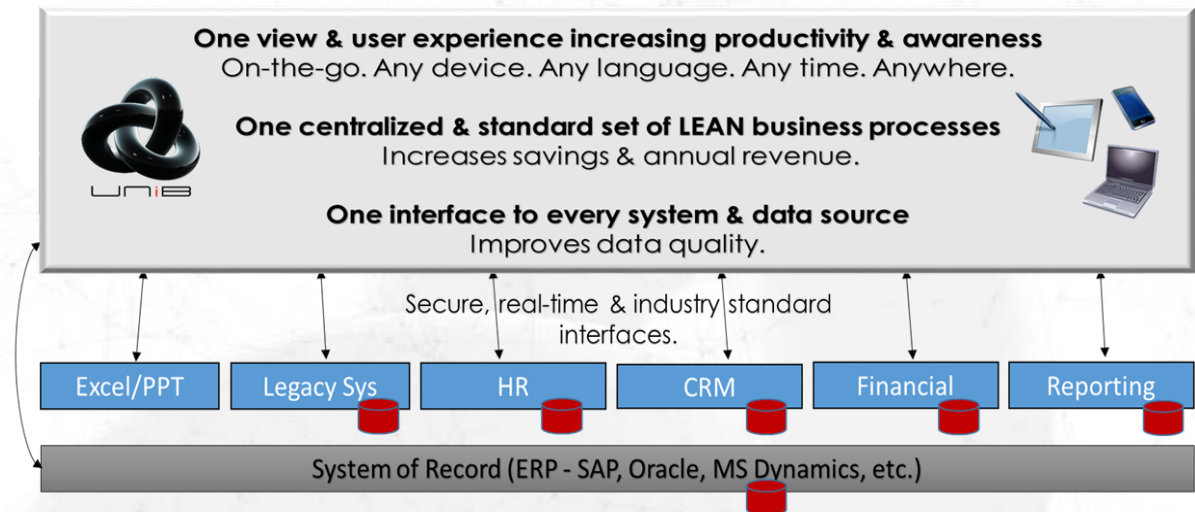 One view & user experience increasing productivity & awareness
On-the-go. Any device. Any language. Any time. Anywhere.
One centralized & standard set of LEAN business processes
Increases savings & annual revenue.
UNiB
One interface to every system & data source
Improves data quality.
Secure, real-time & industry standard
interfaces.
Excel/PPT
Legacy Sys
HR
CRM
Financial
Reporting
System of Record (ERP - SAP, Oracle, MS Dynamics, etc.)